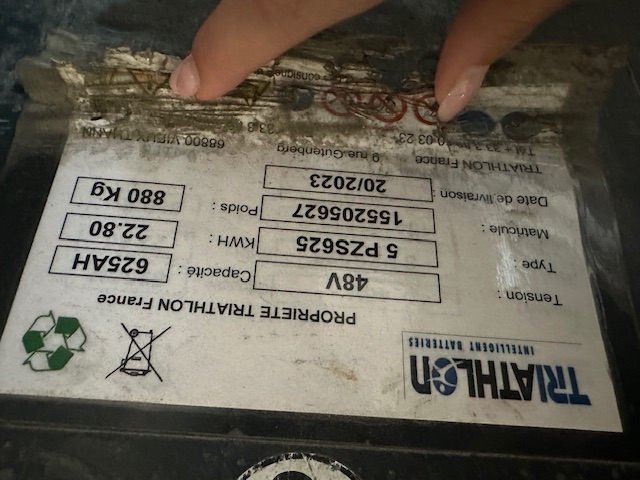 TRIATHLON
INTELLIGENT BATTERIES
PROPRIETE TRIATHLON France
Tension : 48V Capacité : 625AH
Type : 5 PZS625 KWH : 22.80
Matricule : 155205627 Poids : 880 Kg
Date de livraison : 20/2023
TRIATHLON France 9 rue Gutenberg 68800 VIEUX THANN